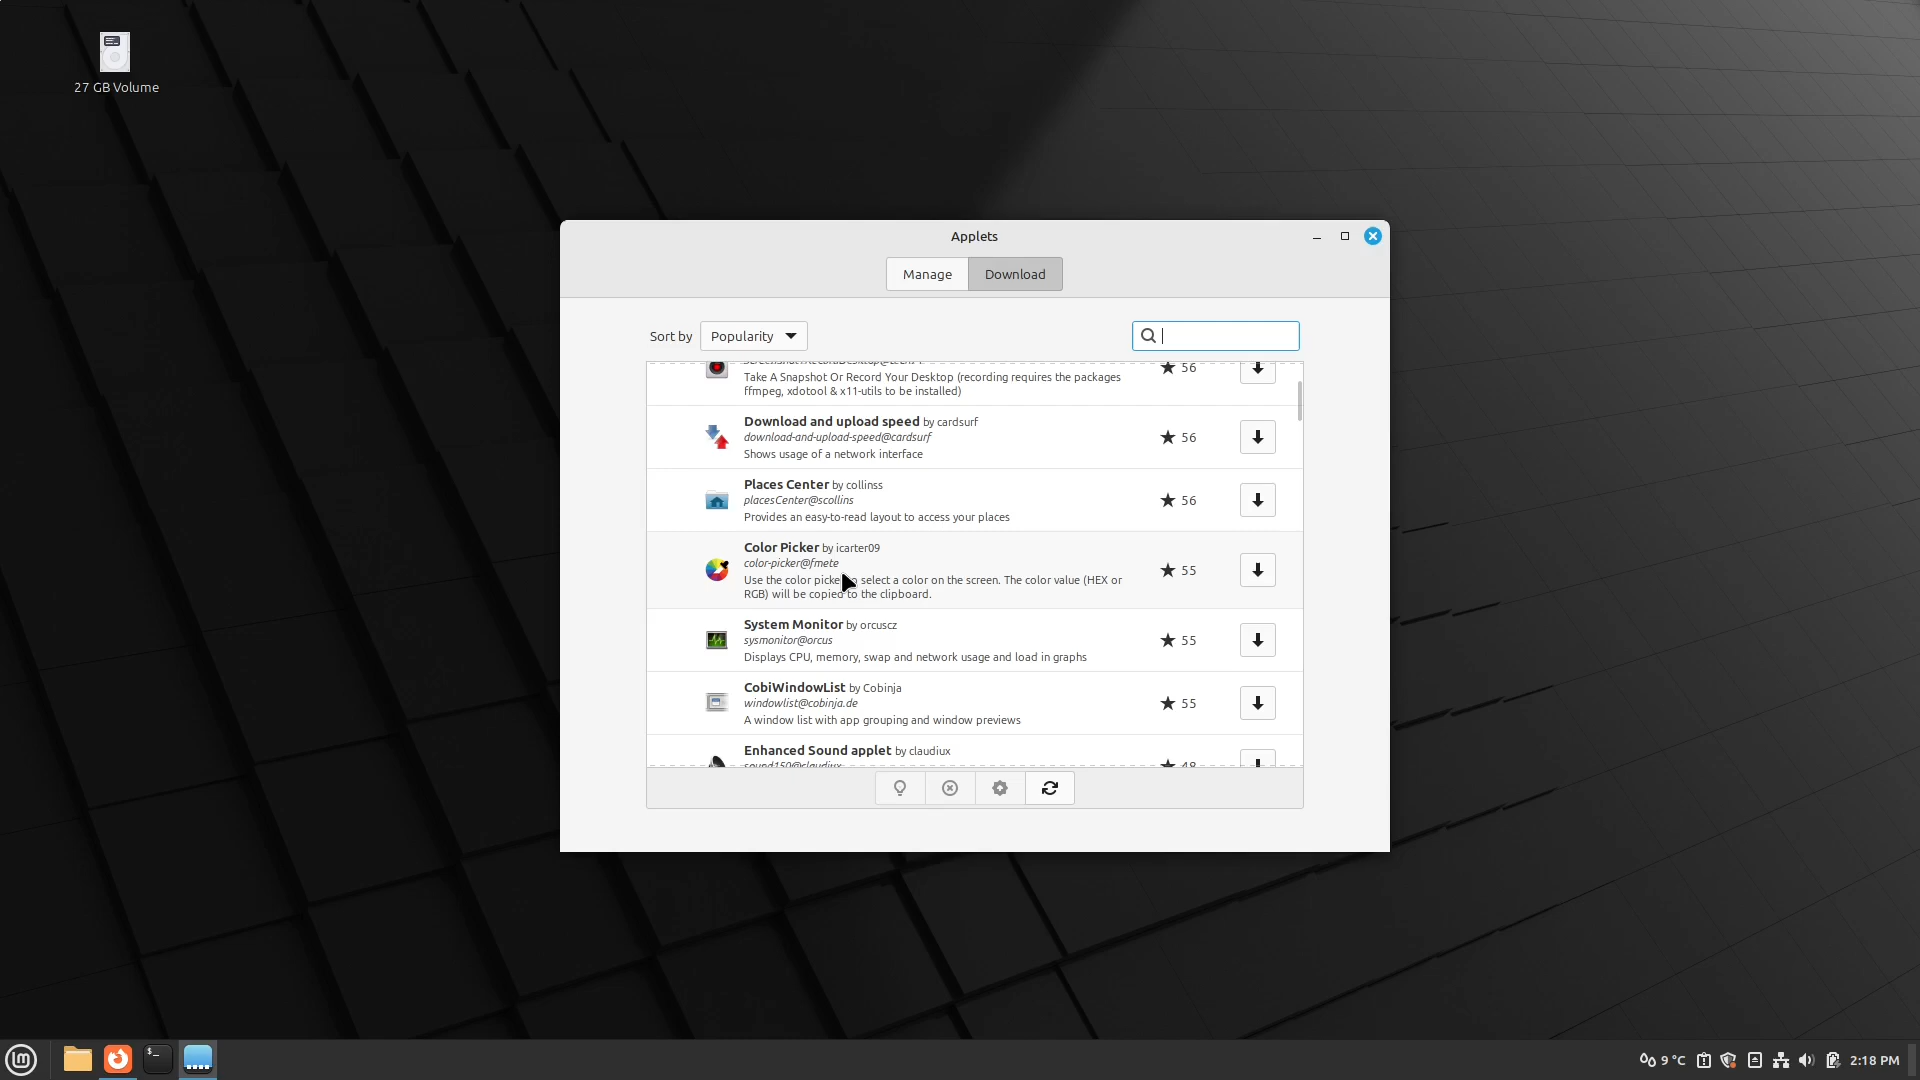 27 GB Volume
Applets
Manage
Download
Sort by
Popularity
Take A Snapshot Or Record Your Desktop (recording requires the packages
ffmpeg, xdotool & x11-utils to be installed)
56
Download and upload speed by cardsurf
download-and-upload-speed@cardsurf
Shows usage of a network interface
56
Places Center by collinss
placesCenter@scollins
Provides an easy-to-read layout to access your places
56
Color Picker by icarter09
color-picker@fmete
Use the color picke select a color on the screen. The color value (HEX or
RGB) will be copied to the clipboard.
55
System Monitor by orcuscz
sysmonitor@orcus
Displays CPU, memory, swap and network usage and load in graphs
55
CobiWindowList by Cobinja
windowlist@cobinja.de
A window list with app grouping and window previews
55
Enhanced Sound applet by claudiux
sound150@claudiux
48
9 °C
2:18 PM